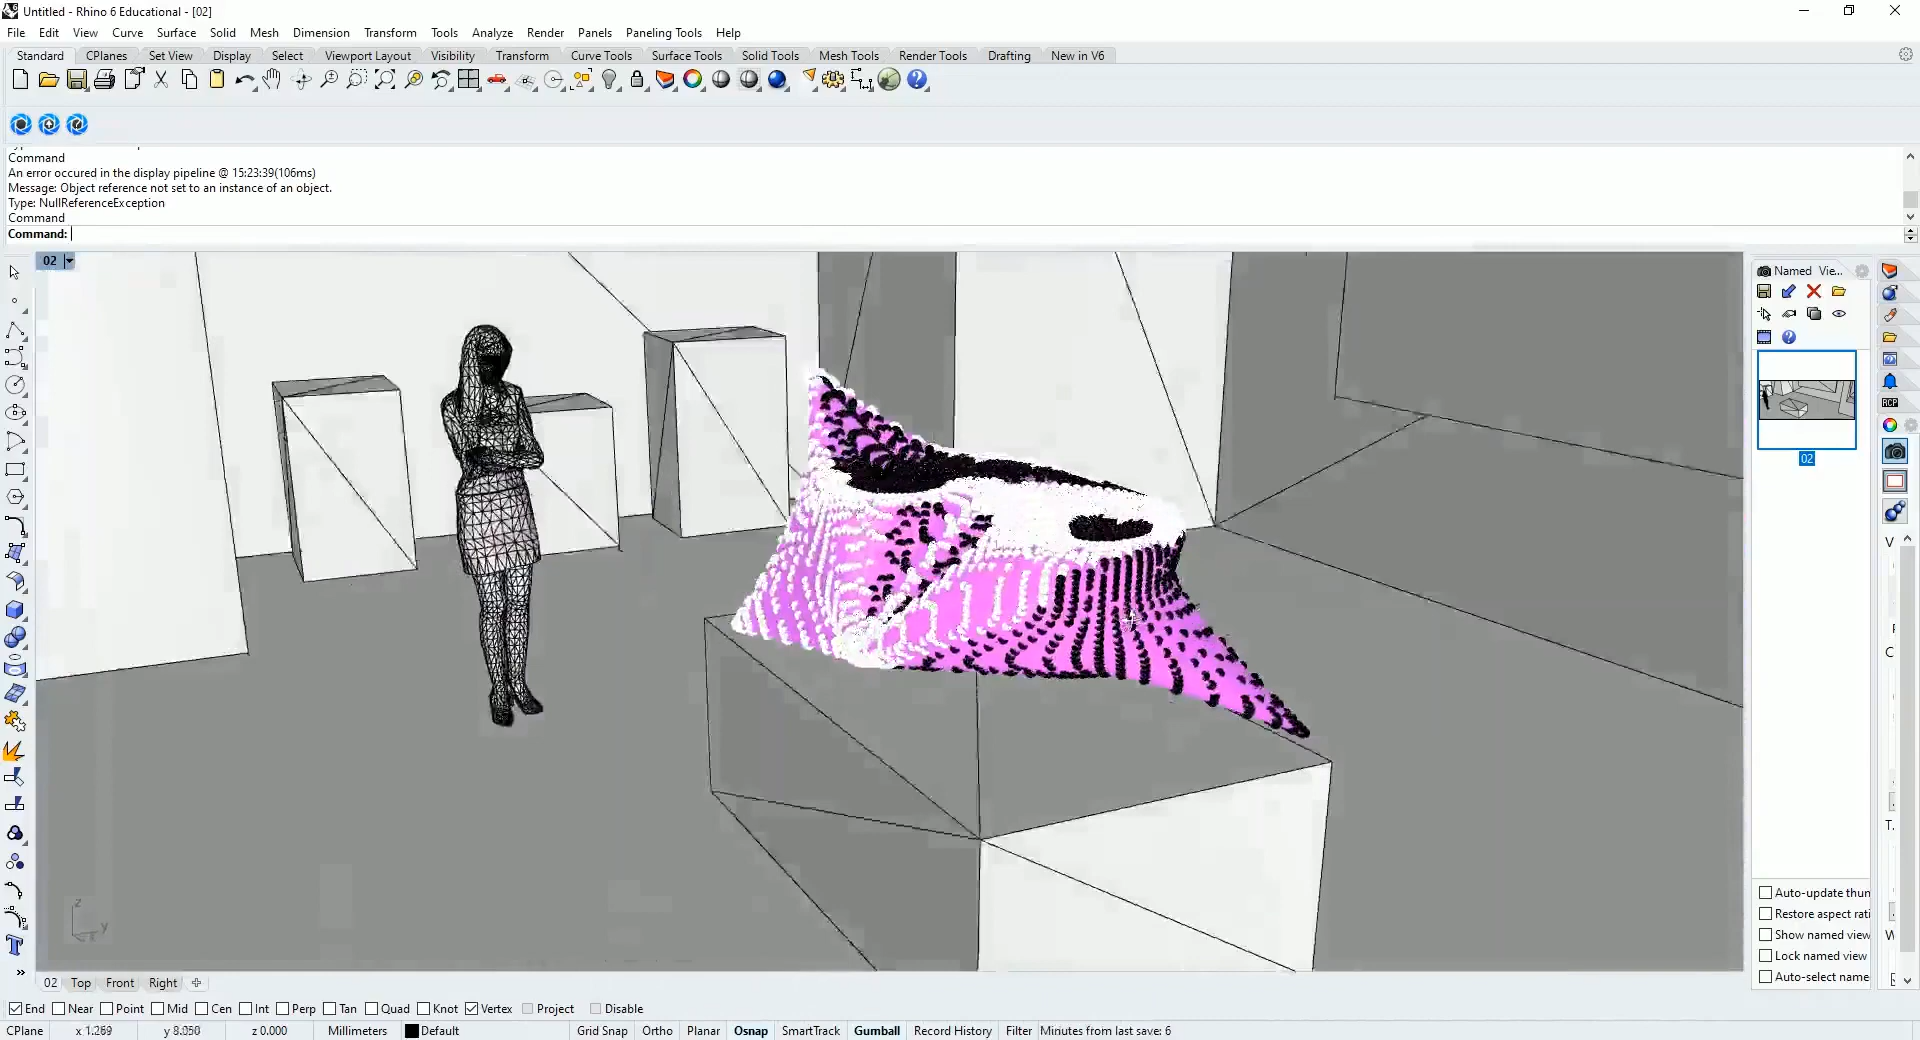 Untitled - Rhino 6 Educational - [02]
File Edit View Curve Surface Solid Mesh Dimension Transform Tools Analyze Render Panels Paneling Tools Help
Standard CPlanes Set View Display Select Viewport Layout Visibility Transform Curve Tools Surface Tools Solid Tools Mesh Tools Render Tools Drafting New in V6
Command
An error occured in the display pipeline @ 15:23:39(106ms)
Message: Object reference not set to an instance of an object.
Type: NullReferenceException
Command
Command:
02
Named Vie...
RCP
02
V
C
T.
W
z
y
Auto-update thun
Restore aspect rati
Show named view
Lock named view
Auto-select name
02 Top Front Right
End Near Point Mid Cen Int Perp Tan Quad Knot Vertex Project Disable
CPlane x 1.269 y 8.050 z 0.000 Millimeters Default Grid Snap Ortho Planar Osnap SmartTrack Gumball Record History Filter Minutes from last save: 6